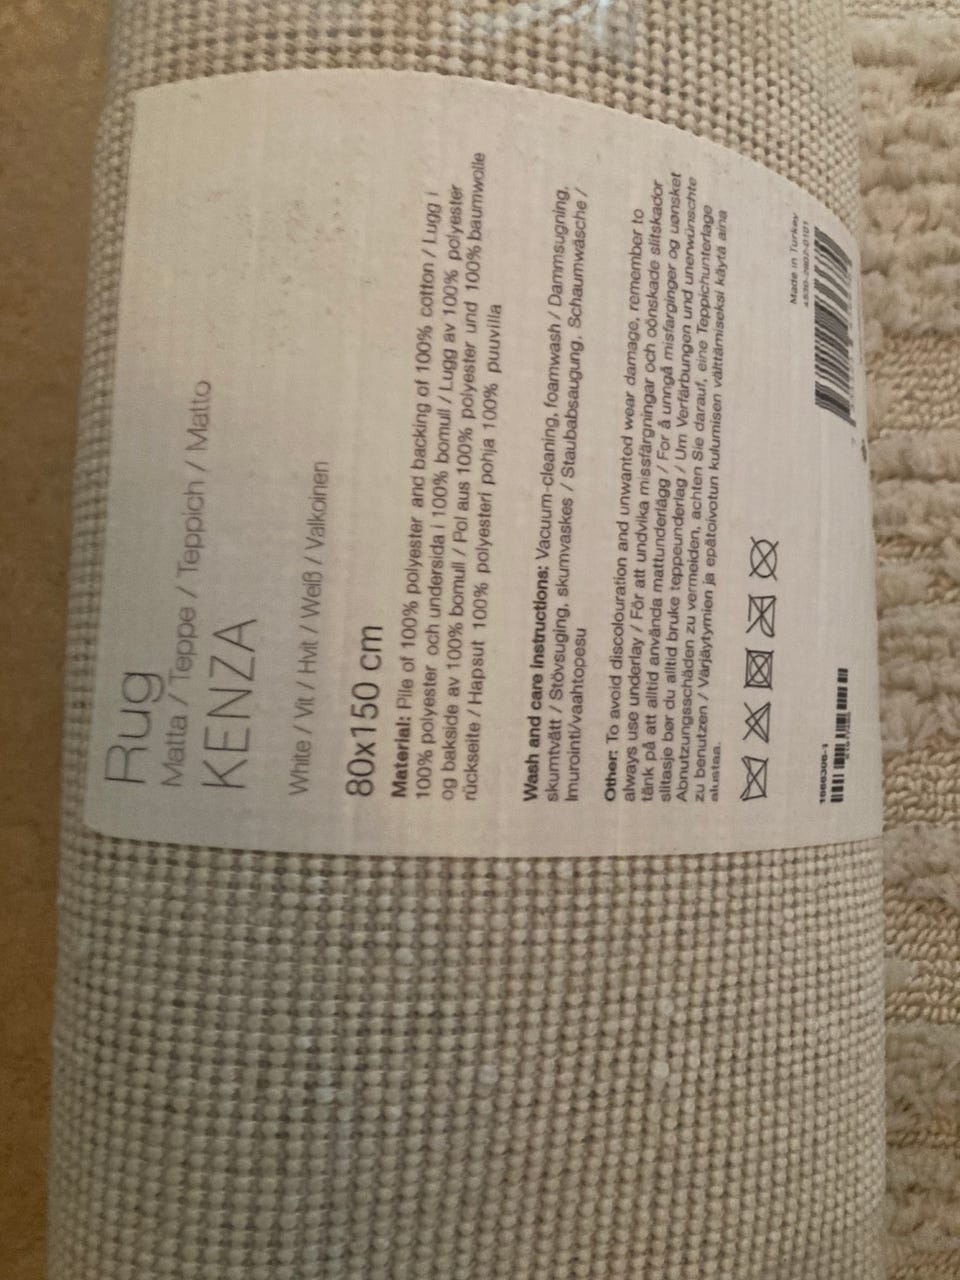 Rug
Matta / Teppe / Teppich / Matto
KENZA
White / Vit / Hvit / Weiß / Valkoinen
80x150 cm
Material: Pile of 100% polyester and backing of 100% cotton / Lugg i
100% polyester och undersida i 100% bomull / Lugg av 100% polyester
og bakside av 100% bomull / Pol aus 100% polyester und 100% baumwolle
rückseite / Hapsut 100% polyesteri pohja 100% puuvilla
Wash and care instructions: Vacuum-cleaning, foamwash / Dammsugning,
skumtvätt / Stövsuging, skumvaskes / Staubabsaugung. Schaumwäsche /
Imurointi/vaahtopesu
Other: To avoid discolouration and unwanted wear damage, remember to
always use underlay / För att undvika missfärgningar och oönskade slitskador
tänk på att alltid använda mattunderlägg / For å unngå misfarginger og uønsket
slitasje bør du alltid bruke teppeunderlag / Um Verfärbungen und unerwünschte
Abnutzungsschäden zu vermeiden, achten Sie darauf, eine Teppichunterlage
zu benutzen / Värjäytymien ja epätoivotun kulumisen välttämiseksi käytä aina
alustaa.
Made in Turkey